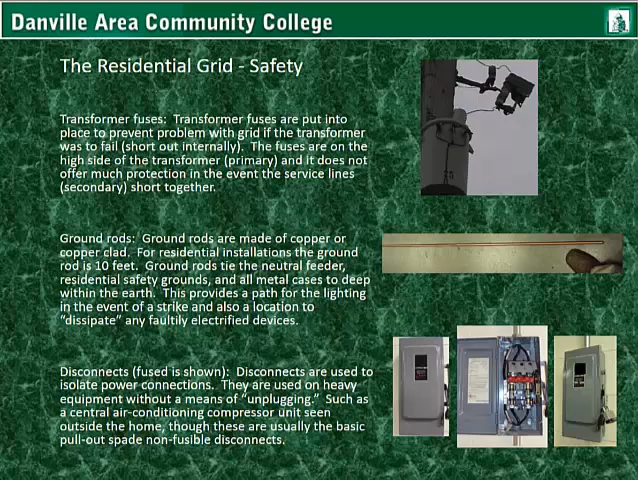 Danville Area Community College
The Residential Grid - Safety
Transformer fuses: Transformer fuses are put into
place to prevent problem with grid if the transformer
was to fail (short out internally). The fuses are on the
high side of the transformer (primary) and it does not
offer much protection in the event the service lines
(secondary) short together.
Ground rods: Ground rods are made of copper or
copper clad. For residential installations the ground
rod is 10 feet. Ground rods tie the neutral feeder,
residential safety grounds, and all metal cases to deep
within the earth. This provides a path for the lighting
in the event of a strike and also a location to
“dissipate” any faultily electrified devices.
Disconnects (fused is shown): Disconnects are used to
isolate power connections. They are used on heavy
equipment without a means of “unplugging.” Such as
a central air-conditioning compressor unit seen
outside the home, though these are usually the basic
pull-out spade non-fusible disconnects.